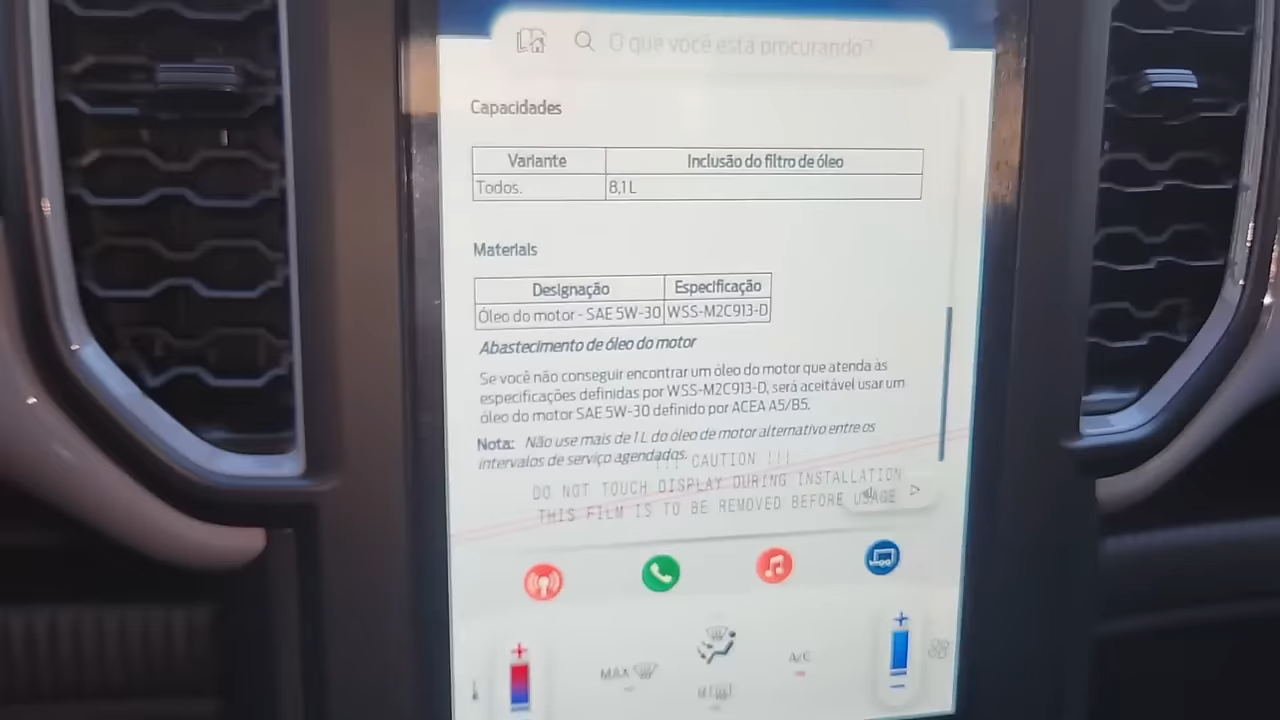 O que você está procurando?
Capacidades
Variante Inclusão do filtro de óleo
Todos. 8,1 L
Materiais
Designação Especificação
Óleo do motor - SAE 5W-30 WSS-M2C913-D
Abastecimento de óleo do motor
Se você não conseguir encontrar um óleo do motor que atenda às
especificações definidas por WSS-M2C913-D, será aceitável usar um
óleo do motor SAE 5W-30 definido por ACEA A5/B5.
Nota: Não use mais de 1 L do óleo de motor alternativo entre os
intervalos de serviço agendados.
!!! CAUTION !!!
DO NOT TOUCH DISPLAY DURING INSTALLATION
THIS FILM IS TO BE REMOVED BEFORE USAGE
MAX
A/C